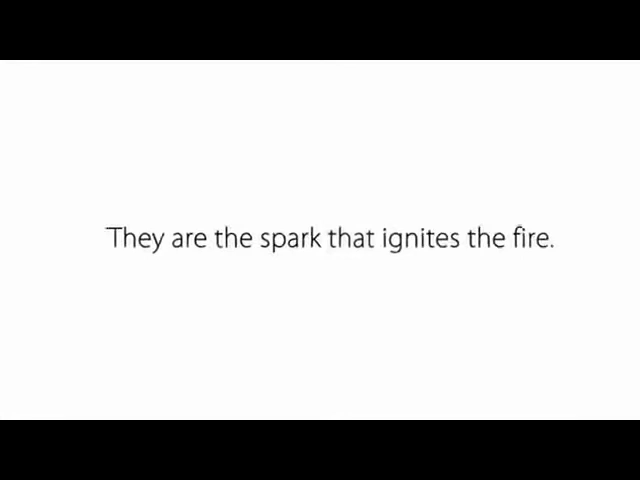 They are the spark that ignites the fire.